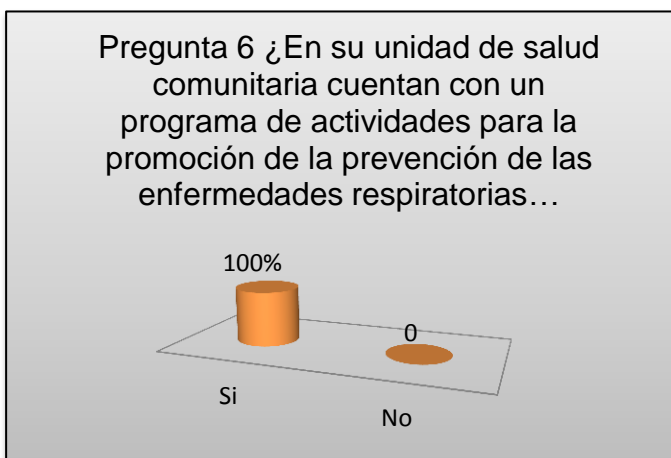 Pregunta 6 ¿En su unidad de salud
comunitaria cuentan con un
programa de actividades para la
promoción de la prevención de las
enfermedades respiratorias…
100%
0
Si
No